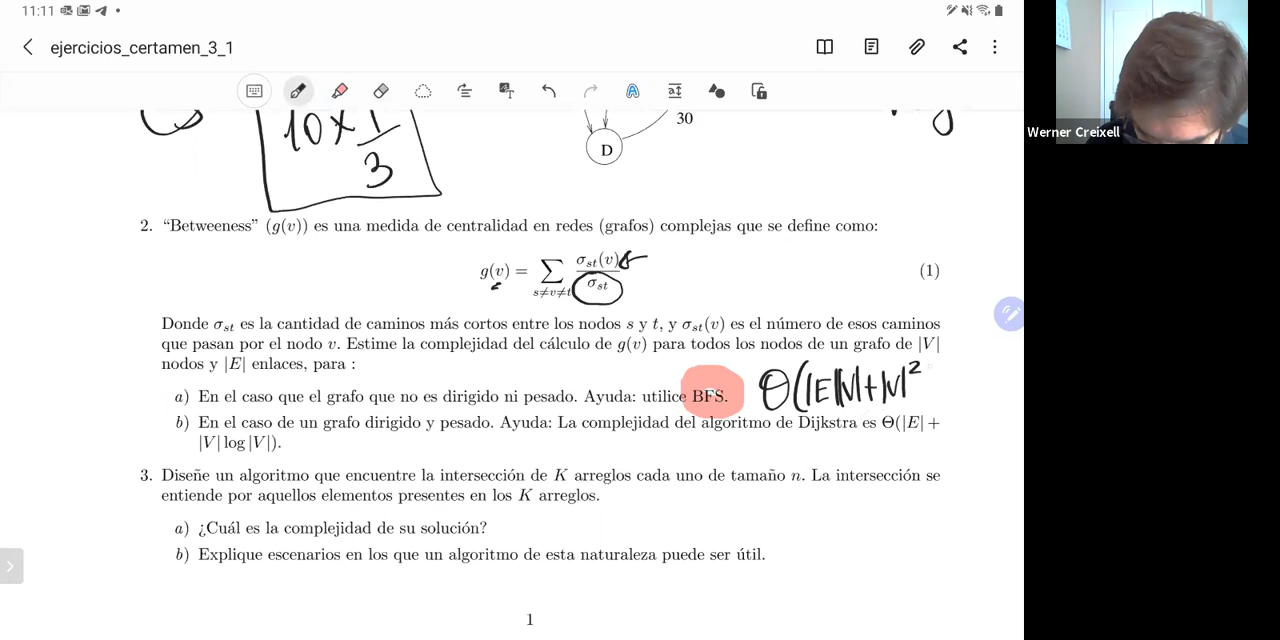 11:11
ejercicios_certamen_3_1
10 × 1/3
30
D
Werner Creixell
2. “Betweeness” (g(v)) es una medida de centralidad en redes (grafos) complejas que se define como:
g(v) = ∑ s≠v≠t σst(v) / σst (1)
Donde σst es la cantidad de caminos más cortos entre los nodos s y t, y σst(v) es el número de esos caminos
que pasan por el nodo v. Estime la complejidad del cálculo de g(v) para todos los nodos de un grafo de |V|
nodos y |E| enlaces, para :
a) En el caso que el grafo que no es dirigido ni pesado. Ayuda: utilice BFS. Θ(|E||V|+|V|²
b) En el caso de un grafo dirigido y pesado. Ayuda: La complejidad del algoritmo de Dijkstra es Θ(|E| +
|V| log |V|).
3. Diseñe un algoritmo que encuentre la intersección de K arreglos cada uno de tamaño n. La intersección se
entiende por aquellos elementos presentes en los K arreglos.
a) ¿Cuál es la complejidad de su solución?
b) Explique escenarios en los que un algoritmo de esta naturaleza puede ser útil.
1